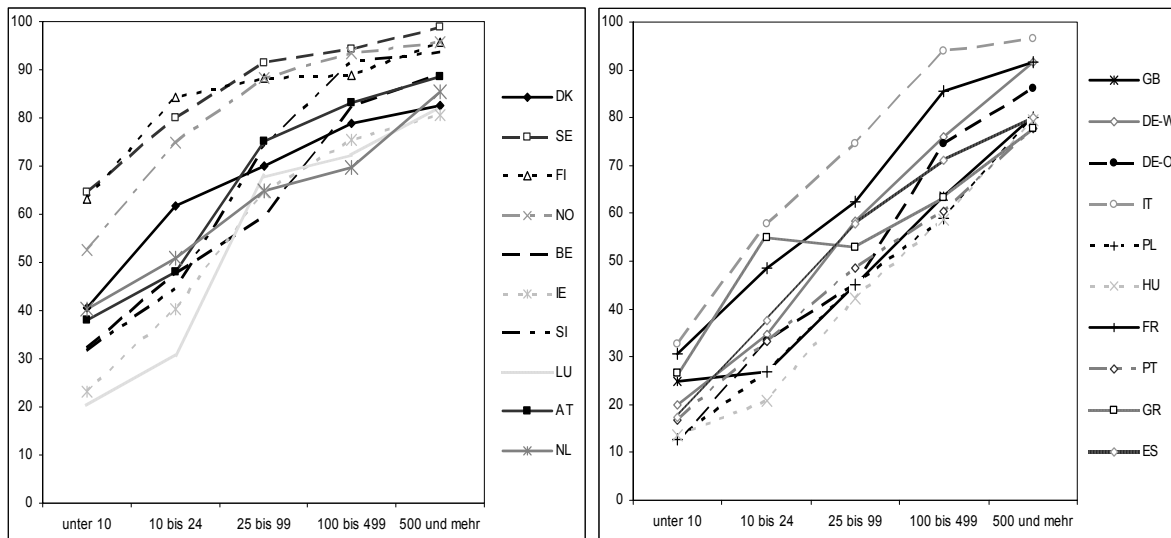 100
90
80
70
60
50
40
30
20
10
0
unter 10 10 bis 24 25 bis 99 100 bis 499 500 und mehr
DK
SE
FI
NO
BE
IE
SI
LU
AT
NL
100
90
80
70
60
50
40
30
20
10
0
unter 10 10 bis 24 25 bis 99 100 bis 499 500 und mehr
GB
DE-W
DE-O
IT
PL
HU
FR
PT
GR
ES